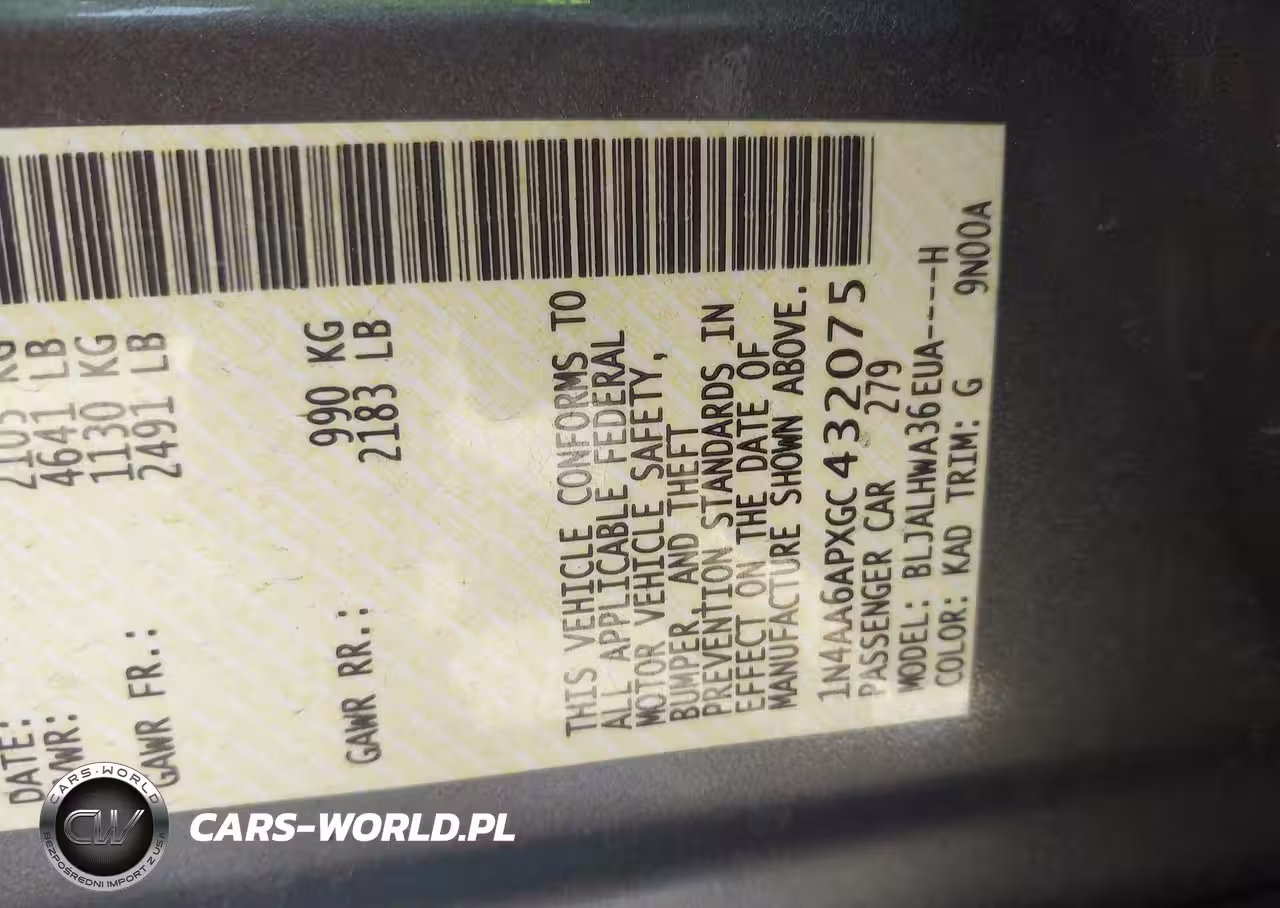 DATE:
4641 LB
GAWR FR.: 1130 KG
2491 LB
GAWR RR.: 990 KG
2183 LB
THIS VEHICLE CONFORMS TO
ALL APPLICABLE FEDERAL
MOTOR VEHICLE SAFETY,
BUMPER, AND THEFT
PREVENTION STANDARDS IN
EFFECT ON THE DATE OF
MANUFACTURE SHOWN ABOVE.
1N4AA6APXGC432075
PASSENGER CAR 279
MODEL: BLJALHWA36EUA----H
COLOR: KAD TRIM: G 9N00A
CARS-WORLD
CW
BEZPOŚREDNI IMPORT Z USA
CARS-WORLD.PL